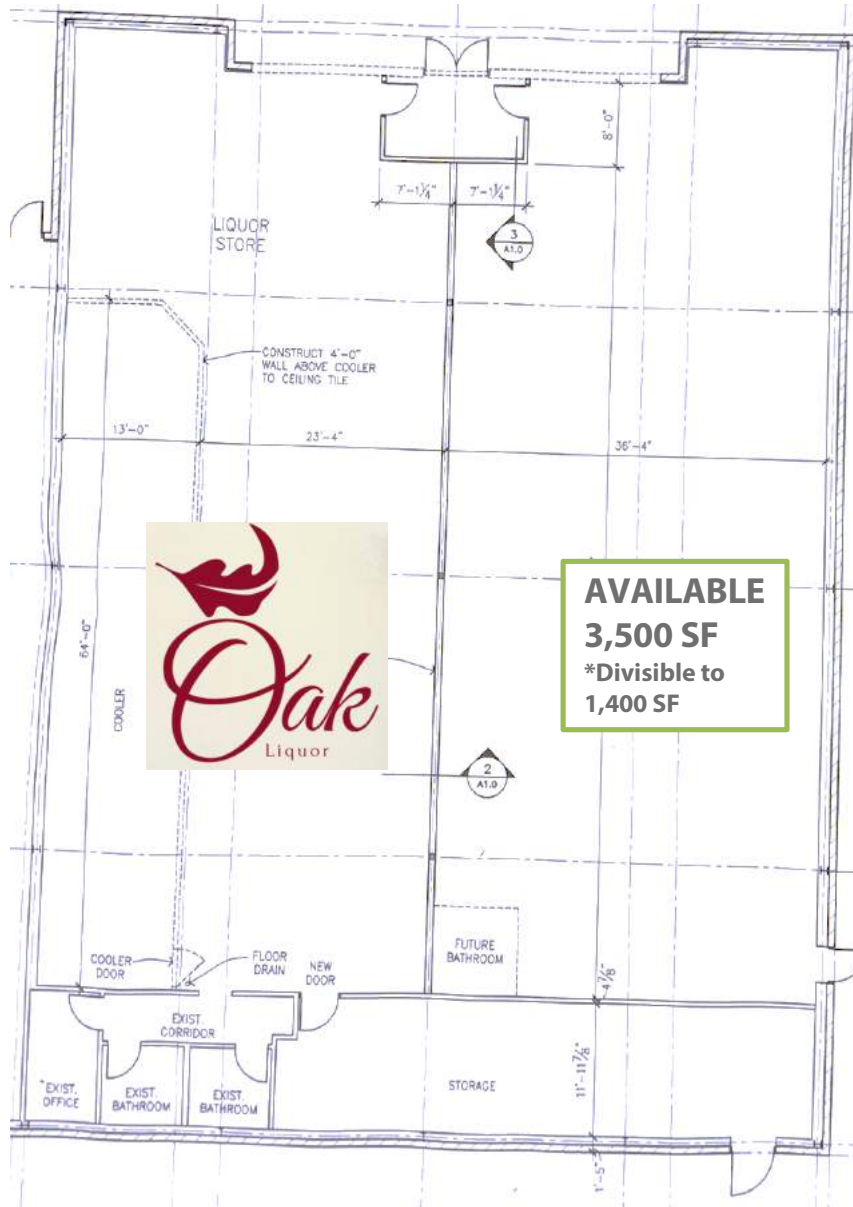 8'-0"
7'-1¾"
7'-1¾"
LIQUOR
STORE
3
A1.0
CONSTRUCT 4'-0"
WALL ABOVE COOLER
TO CEILING TILE
13'-0"
23'-4"
36'-4"
AVAILABLE
3,500 SF
*Divisible to
1,400 SF
64'-0"
COOLER
Oak
Liquor
2
A1.0
COOLER
DOOR
FLOOR
DRAIN
NEW
DOOR
FUTURE
BATHROOM
4⅞"
EXIST.
CORRIDOR
EXIST.
OFFICE
EXIST.
BATHROOM
EXIST.
BATHROOM
STORAGE
11'-11⅞"
1'-5"